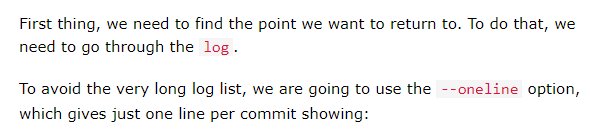 First thing, we need to find the point we want to return to. To do that, we
need to go through the log.
To avoid the very long log list, we are going to use the --oneline option,
which gives just one line per commit showing: